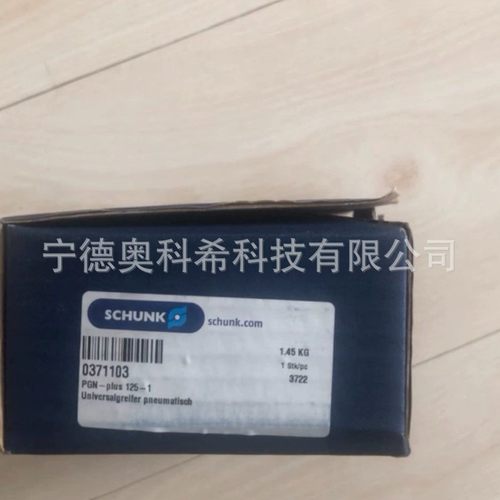 宁德奥科希科技有限公司
SCHUNK
schunk.com
1.45 KG
0371103
1 Stk/pc
PGN-plus 125-1
3722
Universalgreifer pneumatisch